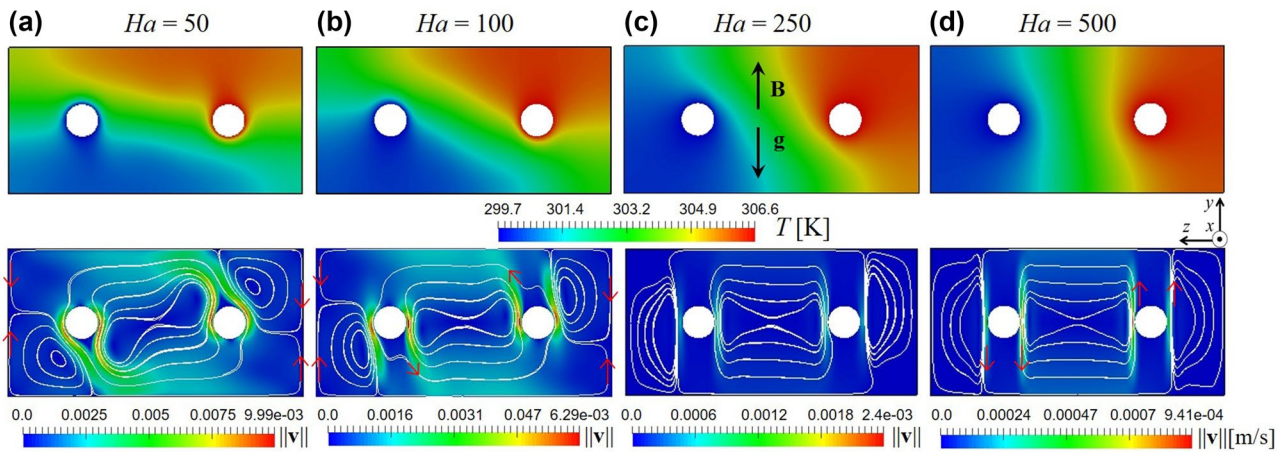 (a) Ha = 50
(b) Ha = 100
(c) Ha = 250
(d) Ha = 500
B
g
299.7 301.4 303.2 304.9 306.6
T [K]
y
z x
0.0 0.0025 0.005 0.0075 9.99e-03
||v||
0.0 0.0016 0.0031 0.047 6.29e-03
||v||
0.0 0.0006 0.0012 0.0018 2.4e-03
||v||
0.0 0.00024 0.00047 0.0007 9.41e-04
||v||[m/s]